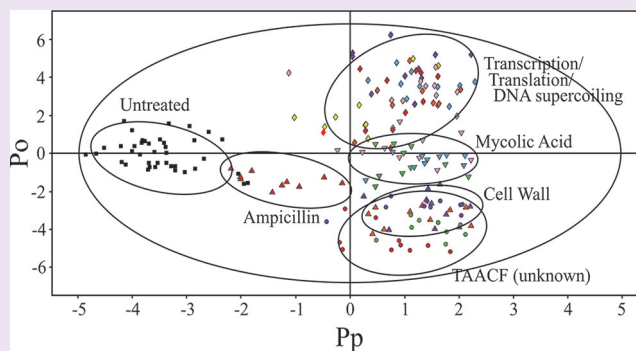 6
4
2
0
-2
-4
-6
Po
Untreated
Transcription/
Translation/
DNA supercoiling
Mycolic Acid
Cell Wall
Ampicillin
TAACF (unknown)
-5 -4 -3 -2 -1 0 1 2 3 4 5
Pp